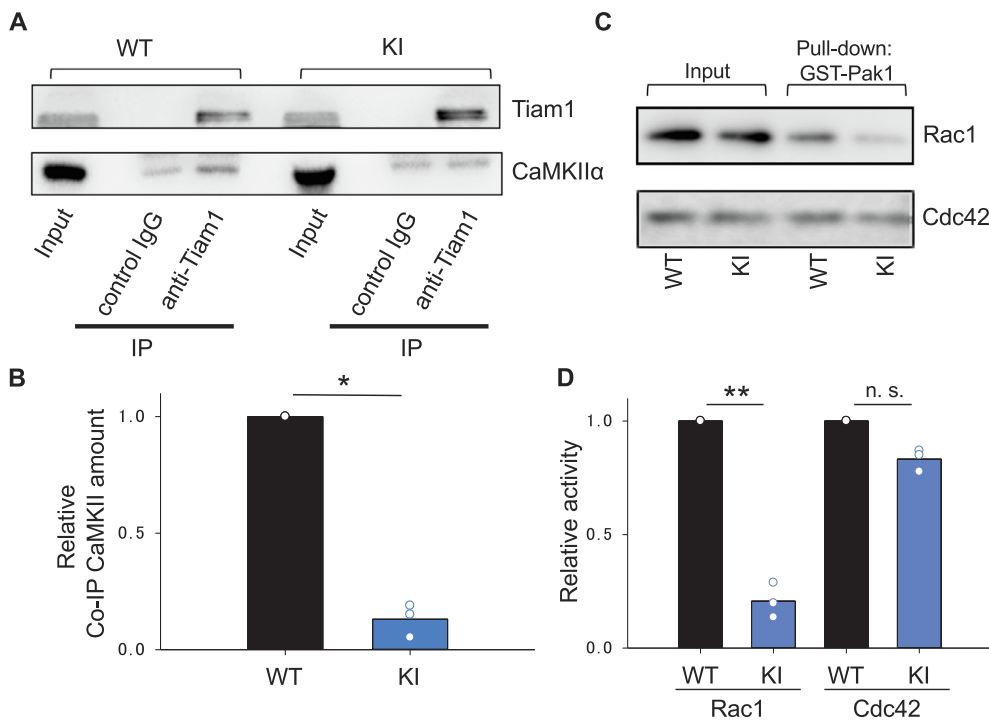 A
WT
KI
Tiam1
CaMKIIα
Input
control IgG
anti-Tiam1
Input
control IgG
anti-Tiam1
IP
IP
C
Input
Pull-down:
GST-Pak1
Rac1
Cdc42
WT
KI
WT
KI
B
Relative
Co-IP CaMKII amount
1.0
1.0
0.0
*
WT
KI
D
Relative activity
1.0
1.0
0.0
**
n. s.
WT
KI
WT
KI
Rac1
Cdc42